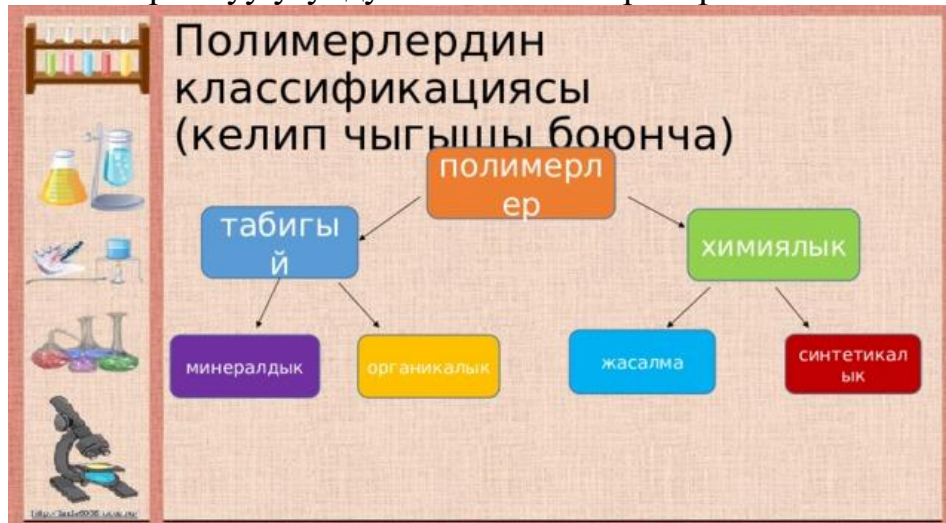 Полимерлердин
классификациясы
(келип чыгышы боюнча)
полимерл
ер
табигы
й
химиялык
минералдык
органикалык
жасалма
синтетикал
ык